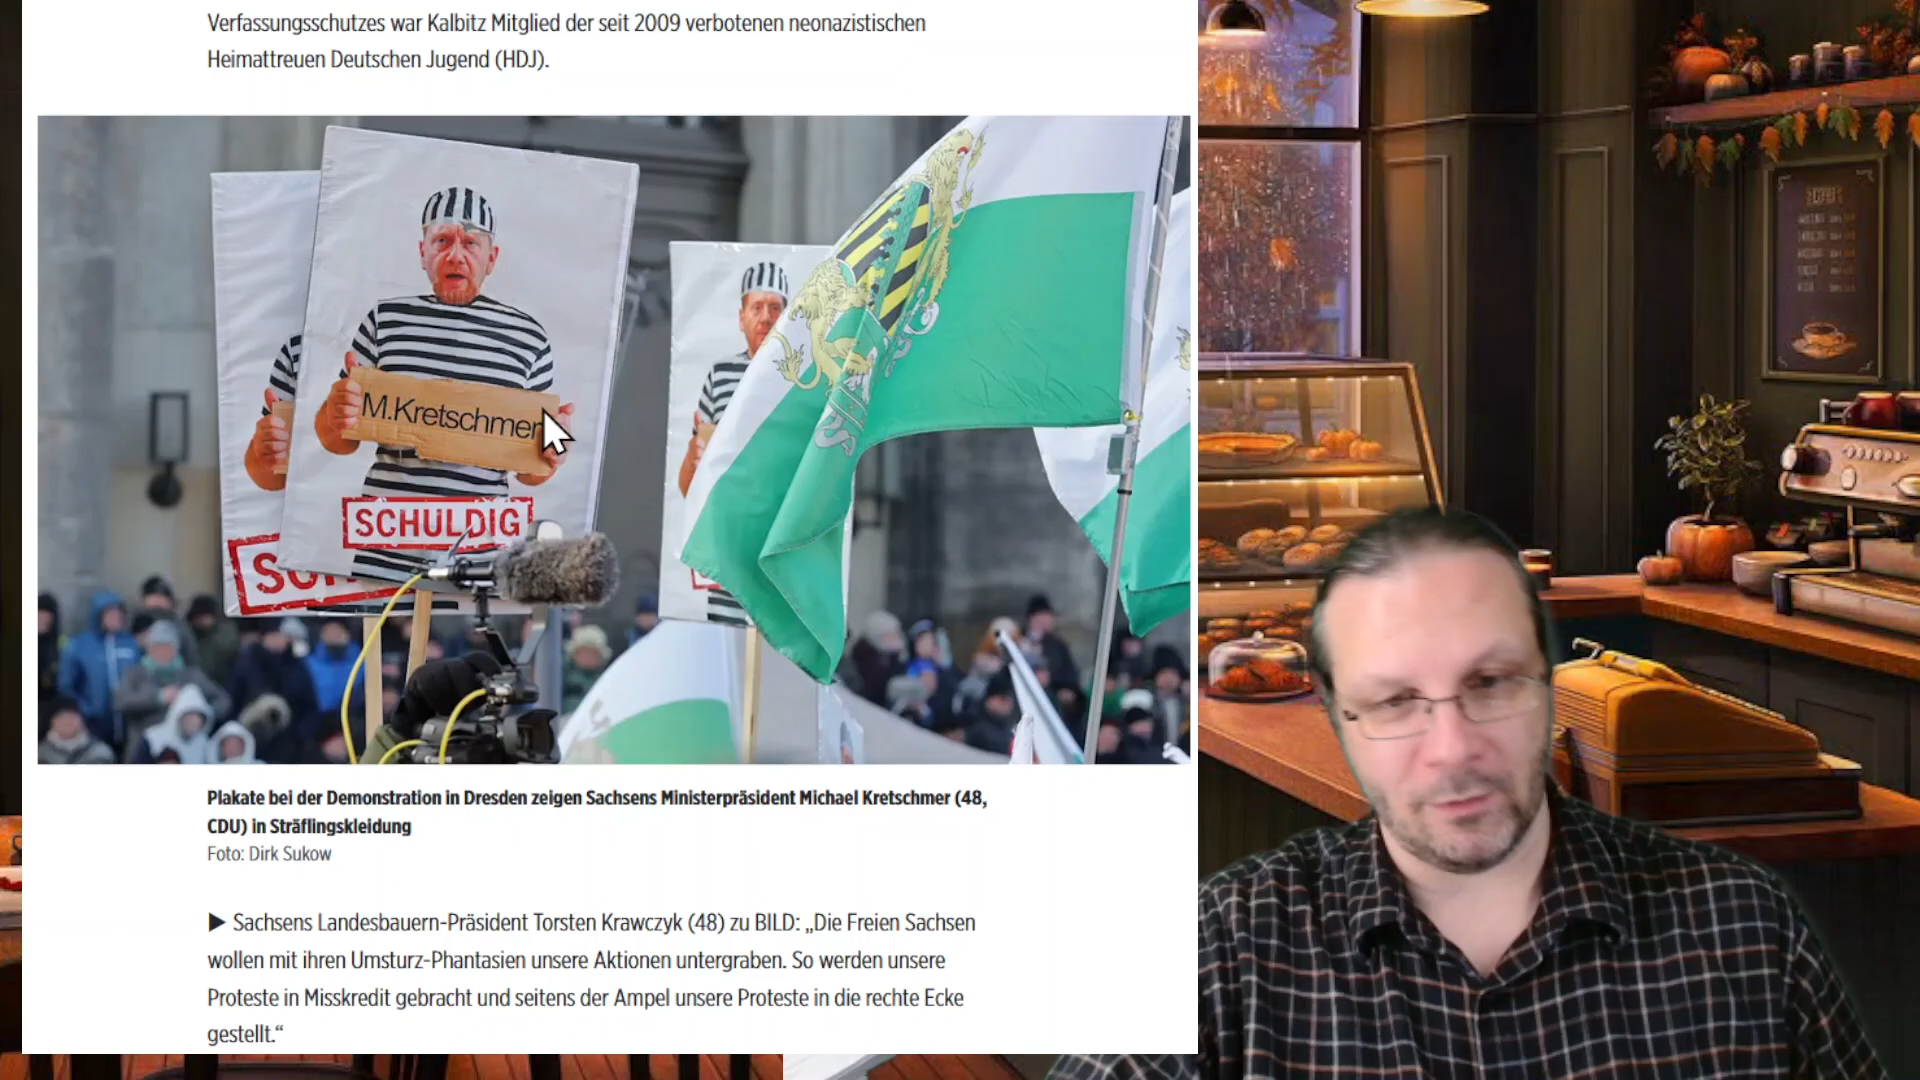 Verfassungsschutzes war Kalbitz Mitglied der seit 2009 verbotenen neonazistischen
Heimattreuen Deutschen Jugend (HDJ).
M.Kretschmer
SCHULDIG
Plakate bei der Demonstration in Dresden zeigen Sachsens Ministerpräsident Michael Kretschmer (48,
CDU) in Sträflingskleidung
Foto: Dirk Sukow
▶ Sachsens Landesbauern-Präsident Torsten Krawczyk (48) zu BILD: „Die Freien Sachsen
wollen mit ihren Umsturz-Phantasien unsere Aktionen untergraben. So werden unsere
Proteste in Misskredit gebracht und seitens der Ampel unsere Proteste in die rechte Ecke
gestellt.“